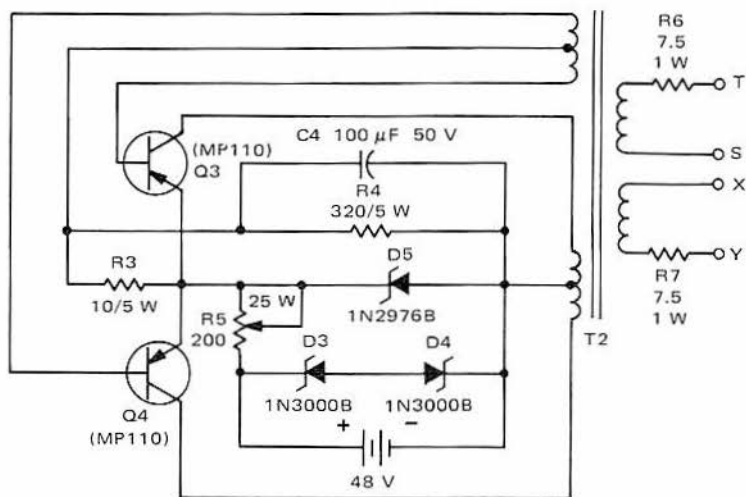 R6
7.5
1 W
T
S
X
Y
R7
7.5
1 W
T2
(MP110)
Q3
C4 100 µF 50 V
R4
320/5 W
R3
10/5 W
D5
1N2976B
25 W
R5
200
D3
1N3000B
D4
1N3000B
Q4
(MP110)
+ −
48 V